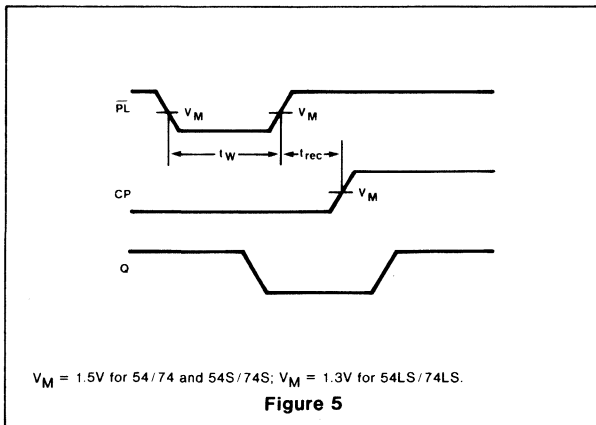 PL
VM
VM
tW
trec
CP
VM
Q
VM = 1.5V for 54/74 and 54S/74S; VM = 1.3V for 54LS/74LS.
Figure 5